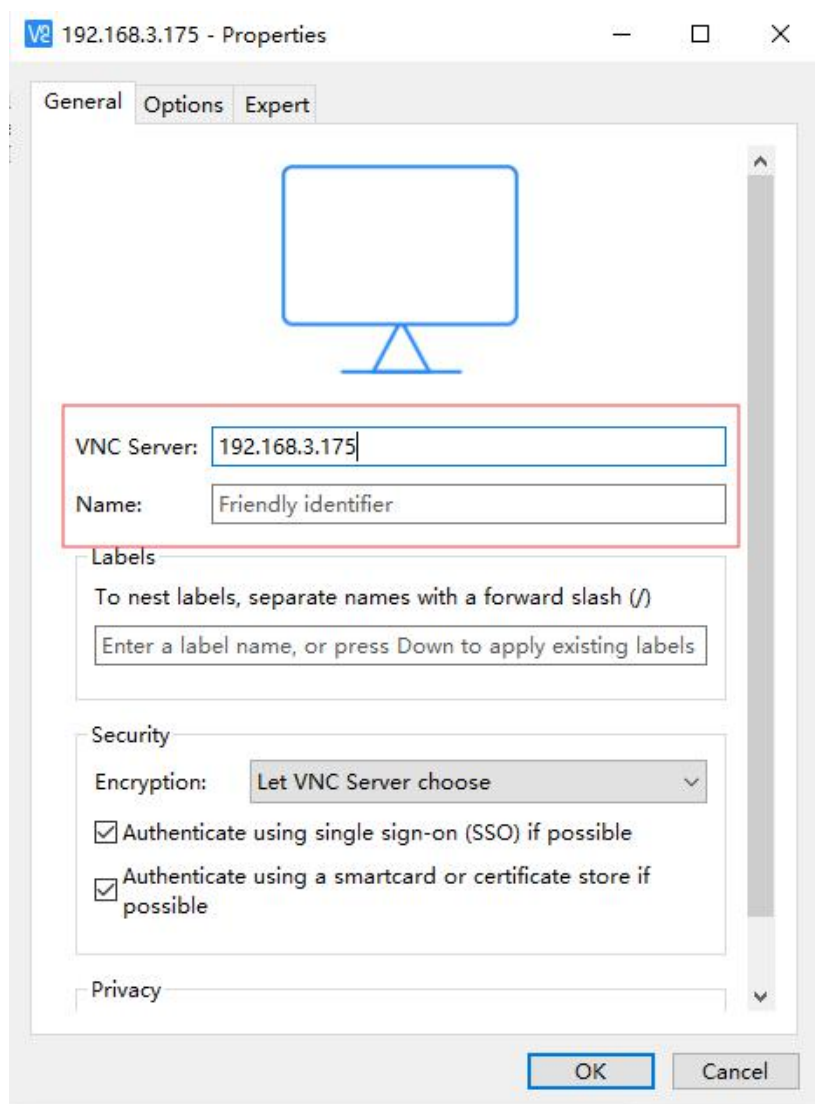 V2 192.168.3.175 - Properties
General Options Expert
VNC Server: 192.168.3.175
Name: Friendly identifier
Labels
To nest labels, separate names with a forward slash (/)
Enter a label name, or press Down to apply existing labels
Security
Encryption: Let VNC Server choose
Authenticate using single sign-on (SSO) if possible
Authenticate using a smartcard or certificate store if
possible
Privacy
OK Cancel